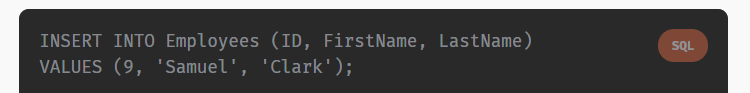 INSERT INTO Employees (ID, FirstName, LastName)
SQL
VALUES (9, 'Samuel', 'Clark');